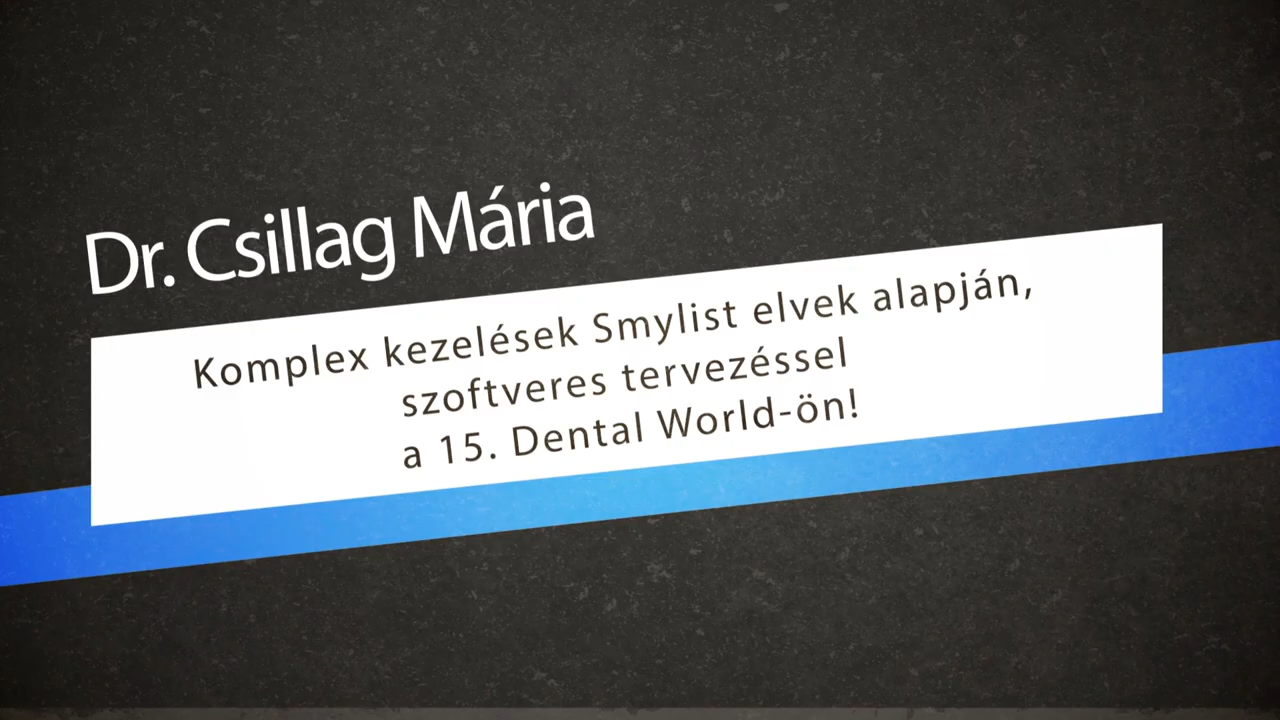 Dr. Csillag Mária
Komplex kezelések Smylist elvek alapján,
szoftveres tervezéssel
a 15. Dental World-ön!